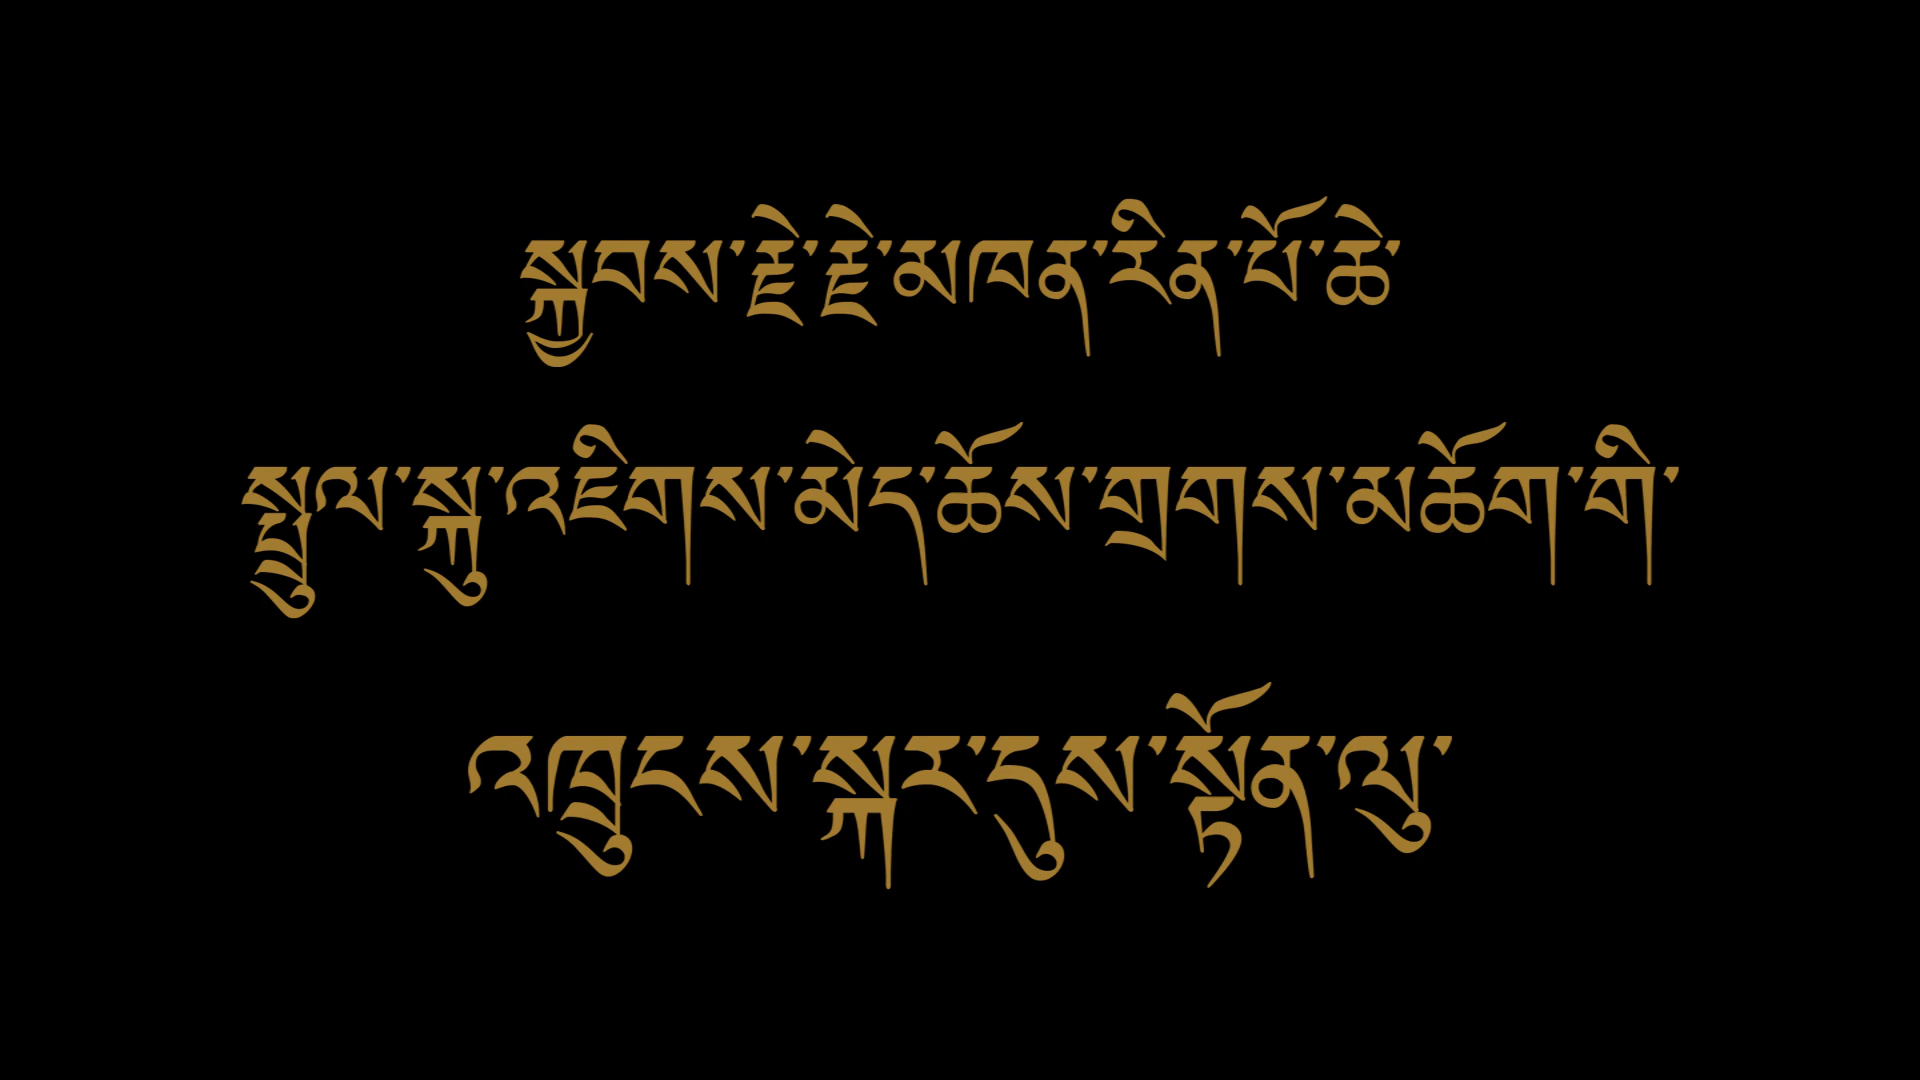 སྐྱབས་རྗེ་རྗེ་མཁན་རིན་པོ་ཆེ་
སྤྲུལ་སྐུ་འཇིགས་མེད་ཆོས་གྲགས་མཆོག་གི་
འཁྲུངས་སྐར་དུས་སྟོན་ལུ་